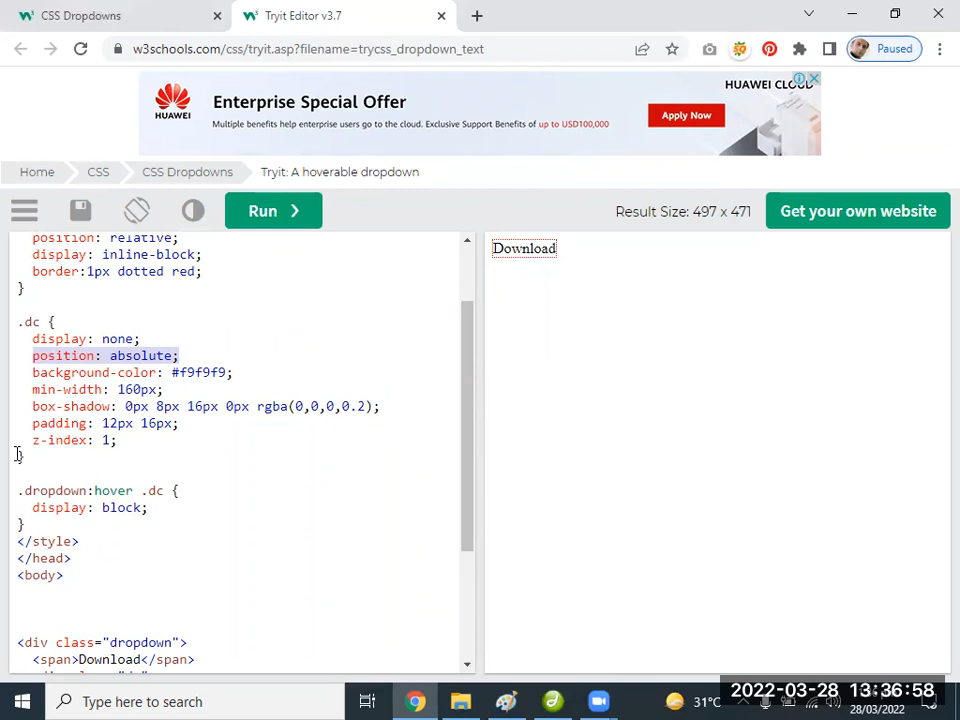 CSS Dropdowns
Tryit Editor v3.7
w3schools.com/css/tryit.asp?filename=trycss_dropdown_text
Paused
HUAWEI
Enterprise Special Offer
Multiple benefits help enterprise users go to the cloud. Exclusive Support Benefits of up to USD100,000
Apply Now
HUAWEI CLOUD
Home
CSS
CSS Dropdowns
Tryit: A hoverable dropdown
Run ❯
Result Size: 497 x 471
Get your own website
position: relative;
display: inline-block;
border:1px dotted red;
}
.dc {
display: none;
position: absolute;
background-color: #f9f9f9;
min-width: 160px;
box-shadow: 0px 8px 16px 0px rgba(0,0,0,0.2);
padding: 12px 16px;
z-index: 1;
}
.dropdown:hover .dc {
display: block;
}
</style>
</head>
<body>
<div class="dropdown">
<span>Download</span>
Download
Type here to search
31°C
2022-03-28 13:36:58
28/03/2022